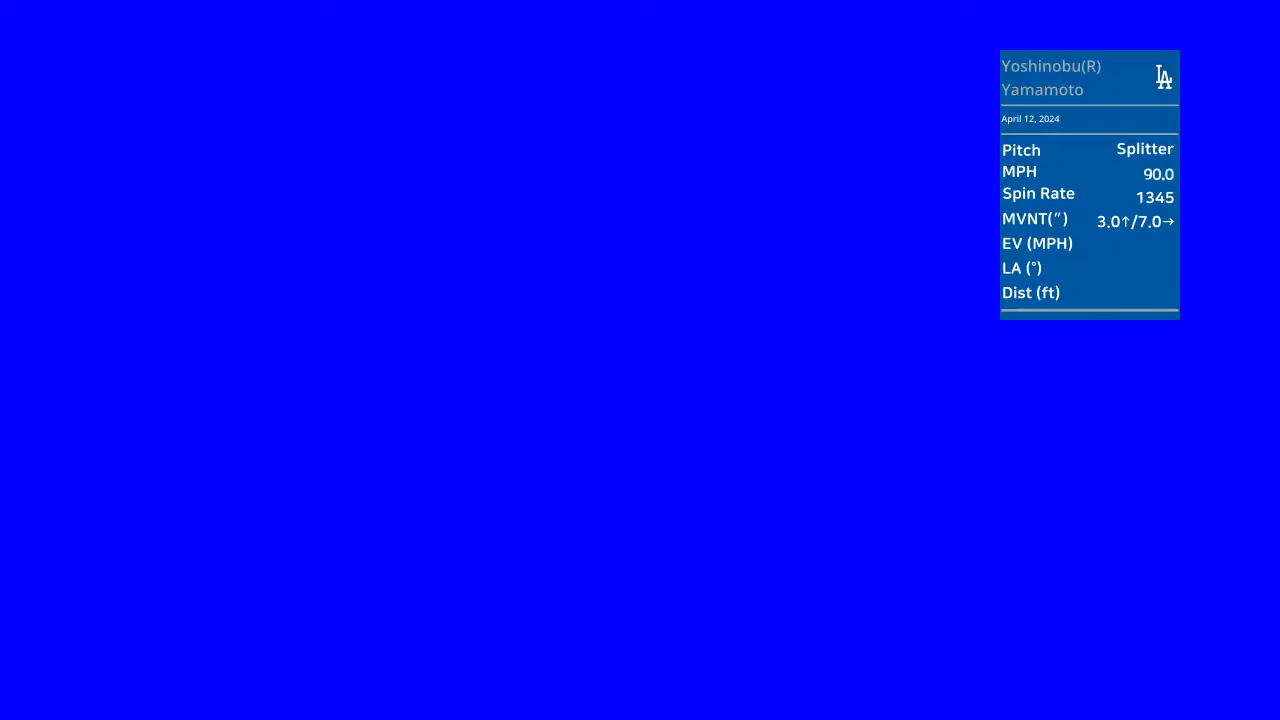 Yoshinobu(R)
Yamamoto
LA
April 12, 2024
Pitch Splitter
MPH 90.0
Spin Rate 1345
MVNT(″) 3.0↑/7.0→
EV (MPH)
LA (°)
Dist (ft)